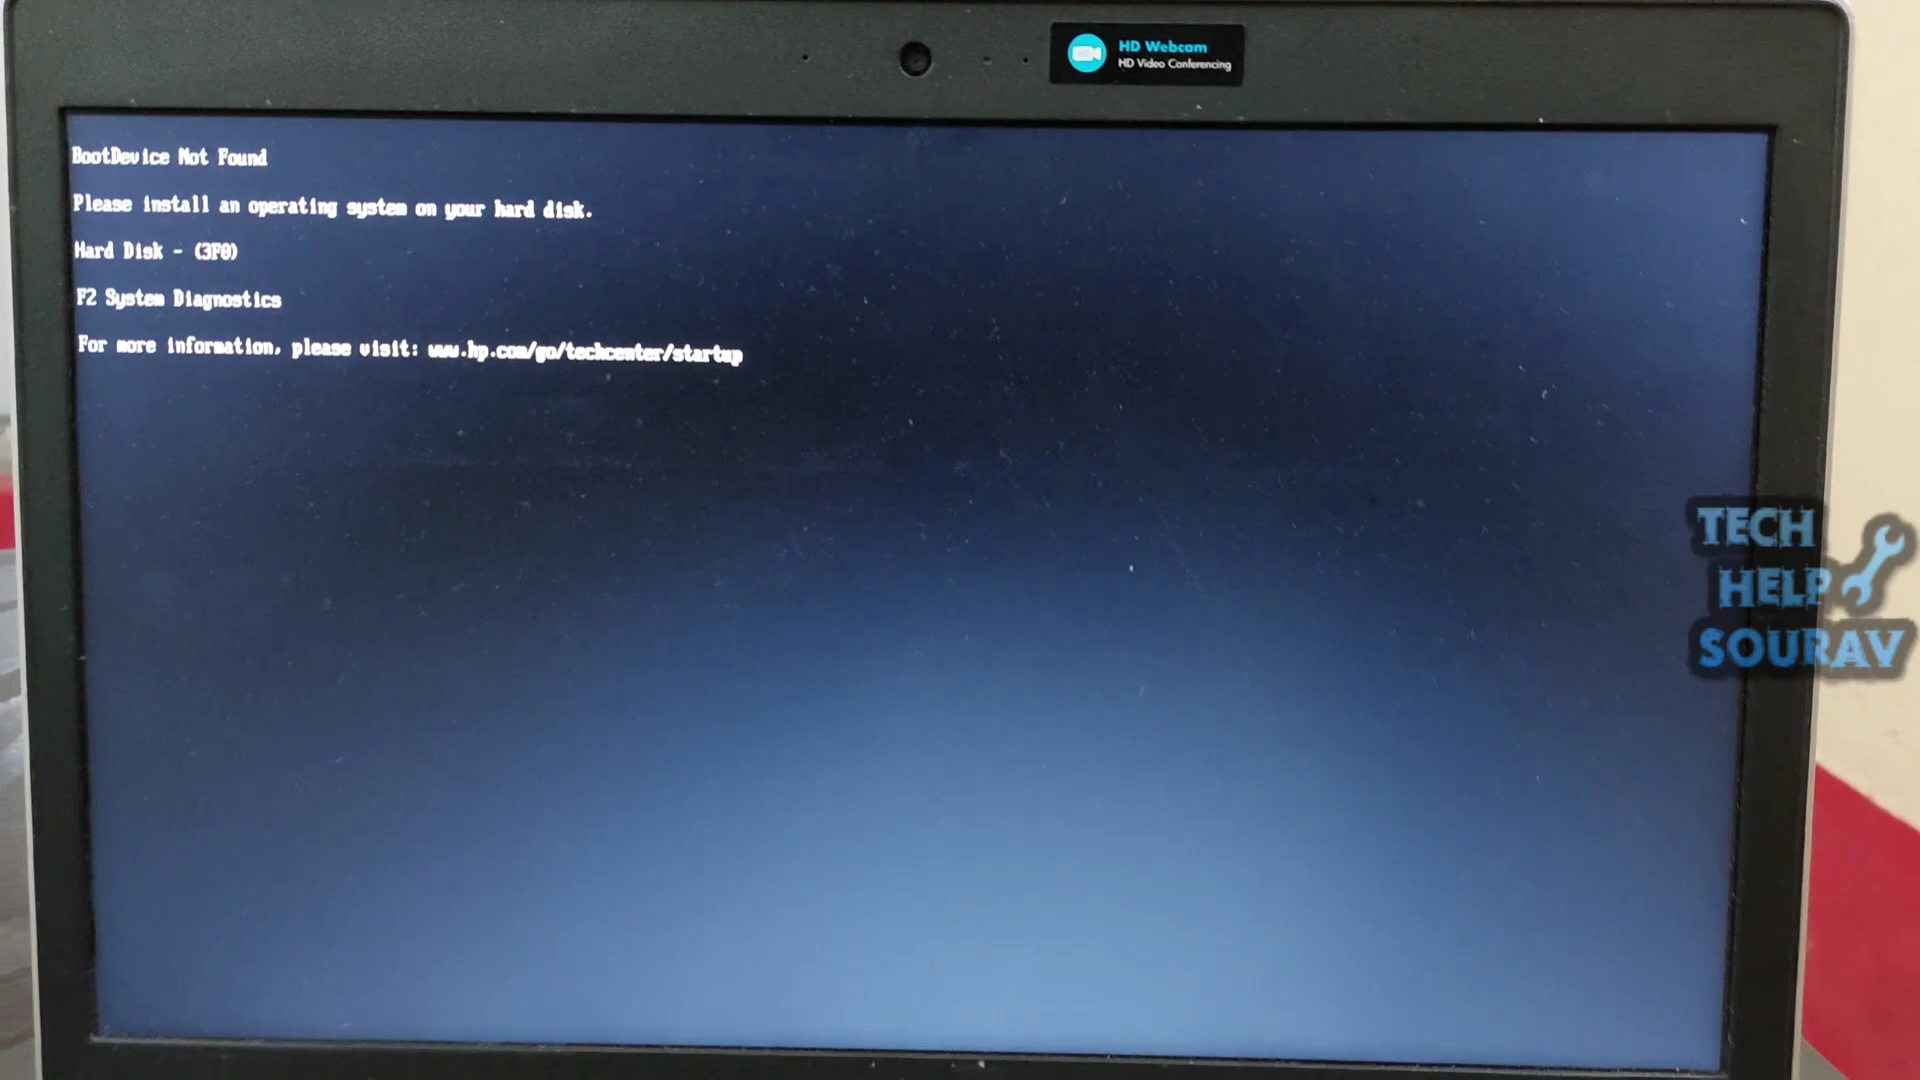 HD Webcam
HD Video Conferencing
BootDevice Not Found
Please install an operating system on your hard disk.
Hard Disk - (3F0)
F2 System Diagnostics
For more information, please visit: www.hp.com/go/techcenter/startup
TECH
HELP
SOURAV